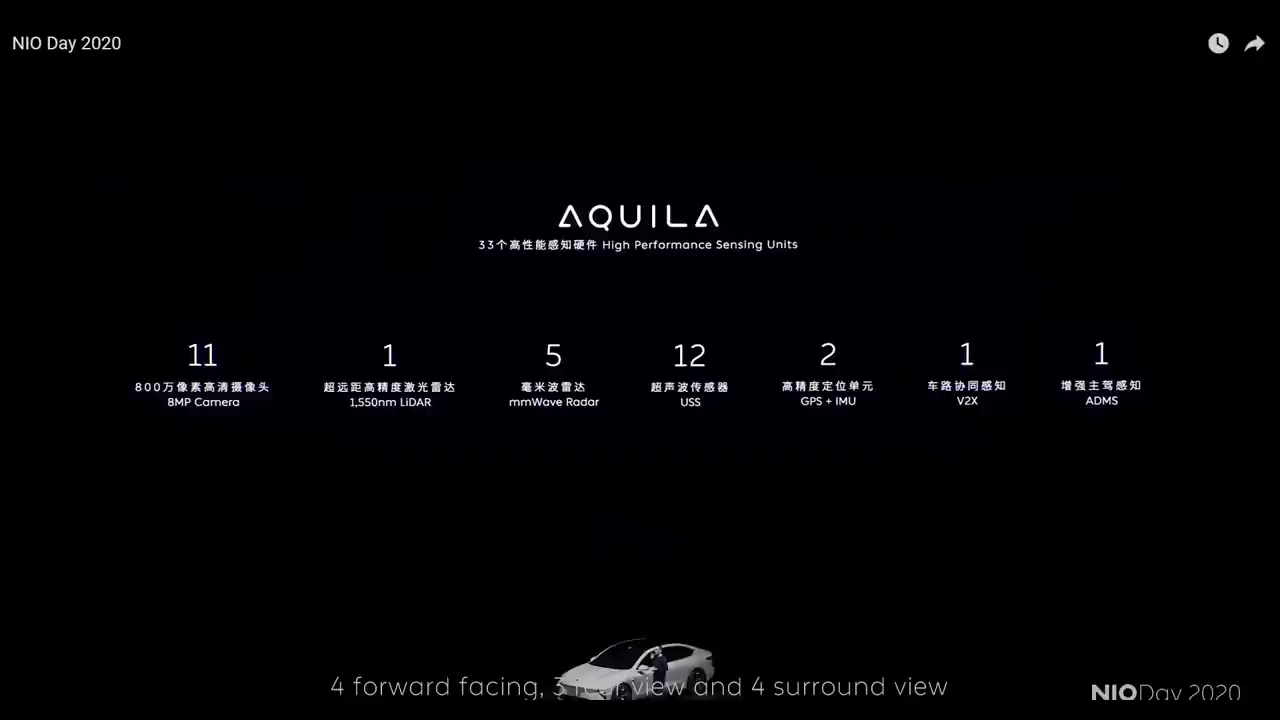 NIO Day 2020
AQUILA
33个高性能感知硬件 High Performance Sensing Units
11
800万像素高清摄像头
8MP Camera
1
超远距高精度激光雷达
1,550nm LiDAR
5
毫米波雷达
mmWave Radar
12
超声波传感器
USS
2
高精度定位单元
GPS + IMU
1
车路协同感知
V2X
1
增强主驾感知
ADMS
4 forward facing, 3 rear view and 4 surround view
NIO Day 2020